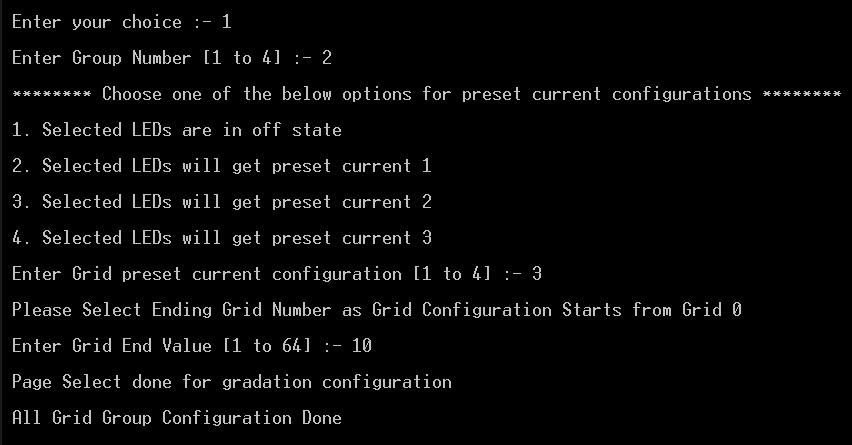 Enter your choice :- 1
Enter Group Number [1 to 4] :- 2
******** Choose one of the below options for preset current configurations ********
1. Selected LEDs are in off state
2. Selected LEDs will get preset current 1
3. Selected LEDs will get preset current 2
4. Selected LEDs will get preset current 3
Enter Grid preset current configuration [1 to 4] :- 3
Please Select Ending Grid Number as Grid Configuration Starts from Grid 0
Enter Grid End Value [1 to 64] :- 10
Page Select done for gradation configuration
All Grid Group Configuration Done